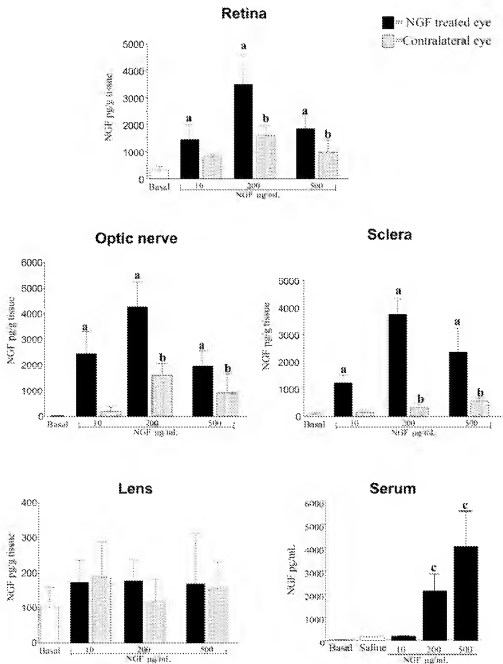 Retina
NGF treated eye
Contralateral eye
NGF pg/g tissue
5000
4000
3000
2000
1000
0
a
a
b
a
b
Basal
10
200
500
NGF µg/mL
Optic nerve
NGF pg/g tissue
6000
5000
4000
3000
2000
1000
0
a
a
b
a
b
Basal
10
200
500
NGF µg/mL
Sclera
NGF pg/g tissue
5000
4000
3000
2000
1000
0
a
a
b
a
b
Basal
10
200
500
NGF µg/mL
Lens
NGF pg/g tissue
400
300
200
100
0
Basal
10
200
500
NGF µg/mL
Serum
NGF pg/mL
6000
5000
4000
3000
2000
1000
0
c
c
Basal
Saline
10
200
500
NGF µg/mL